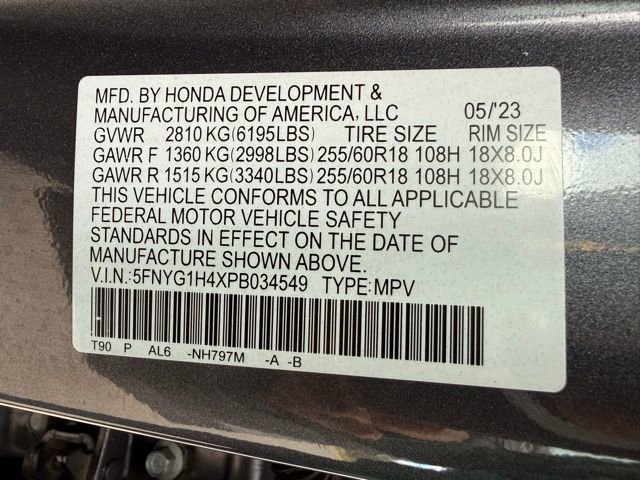 MFD. BY HONDA DEVELOPMENT &
MANUFACTURING OF AMERICA, LLC 05/'23
GVWR 2810 KG(6195LBS) TIRE SIZE RIM SIZE
GAWR F 1360 KG(2998LBS) 255/60R18 108H 18X8.0J
GAWR R 1515 KG(3340LBS) 255/60R18 108H 18X8.0J
THIS VEHICLE CONFORMS TO ALL APPLICABLE
FEDERAL MOTOR VEHICLE SAFETY
STANDARDS IN EFFECT ON THE DATE OF
MANUFACTURE SHOWN ABOVE.
V.I.N.:5FNYG1H4XPB034549 TYPE:MPV
T90 P AL6 -NH797M -A -B